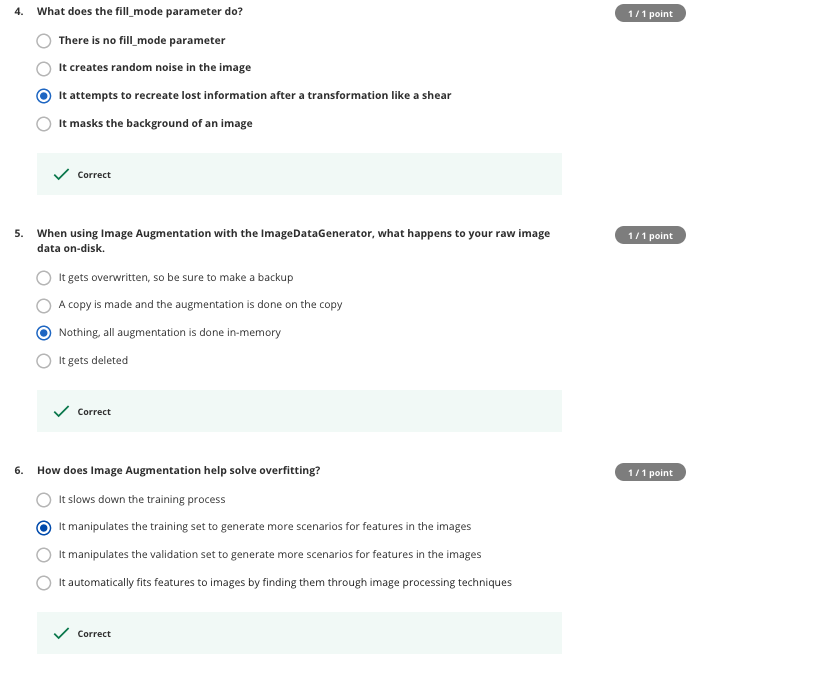 4. What does the fill_mode parameter do?
1 / 1 point
There is no fill_mode parameter
It creates random noise in the image
It attempts to recreate lost information after a transformation like a shear
It masks the background of an image
Correct
5. When using Image Augmentation with the ImageDataGenerator, what happens to your raw image
data on-disk.
1 / 1 point
It gets overwritten, so be sure to make a backup
A copy is made and the augmentation is done on the copy
Nothing, all augmentation is done in-memory
It gets deleted
Correct
6. How does Image Augmentation help solve overfitting?
1 / 1 point
It slows down the training process
It manipulates the training set to generate more scenarios for features in the images
It manipulates the validation set to generate more scenarios for features in the images
It automatically fits features to images by finding them through image processing techniques
Correct